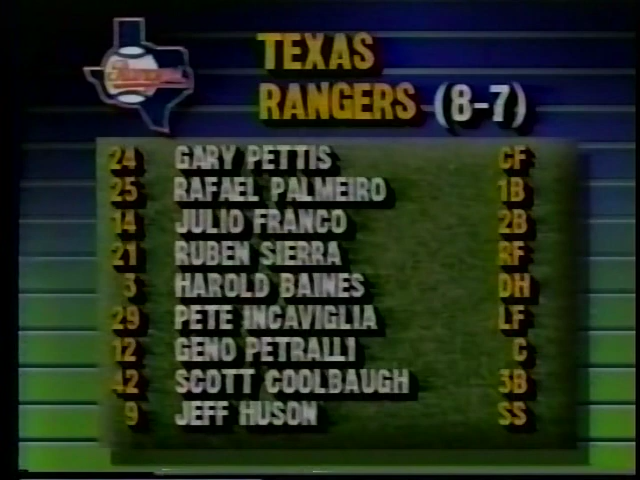 Rangers
TEXAS
RANGERS (8-7)
24 GARY PETTIS CF
25 RAFAEL PALMEIRO 1B
14 JULIO FRANCO 2B
21 RUBEN SIERRA RF
3 HAROLD BAINES DH
29 PETE INCAVIGLIA LF
12 GENO PETRALLI C
42 SCOTT COOLBAUGH 3B
9 JEFF HUSON SS